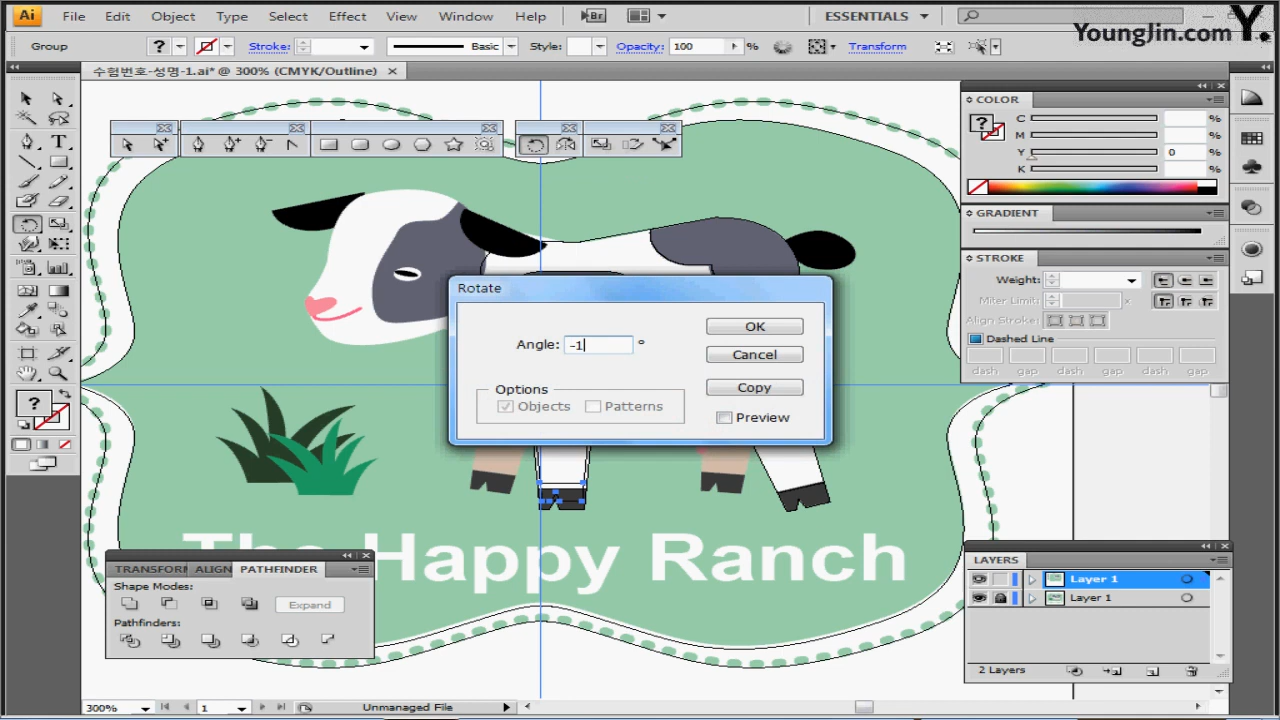 Ai File Edit Object Type Select Effect View Window Help Br ESSENTIALS
YoungJin.com Y.
Group ? Stroke: Basic Style: Opacity: 100 % Transform
수험번호-성명-1.ai* @ 300% (CMYK/Outline)
COLOR
?
C %
M %
Y 0 %
K %
GRADIENT
STROKE
Weight:
Miter Limit: x
Align Stroke:
Dashed Line
dash gap dash gap dash gap
Rotate
Angle: -1 °
OK
Cancel
Copy
Options
Objects Patterns
Preview
?
The Happy Ranch
TRANSFORM ALIGN PATHFINDER
Shape Modes:
Expand
Pathfinders:
LAYERS
Layer 1
Layer 1
2 Layers
300% 1 Unmanaged File